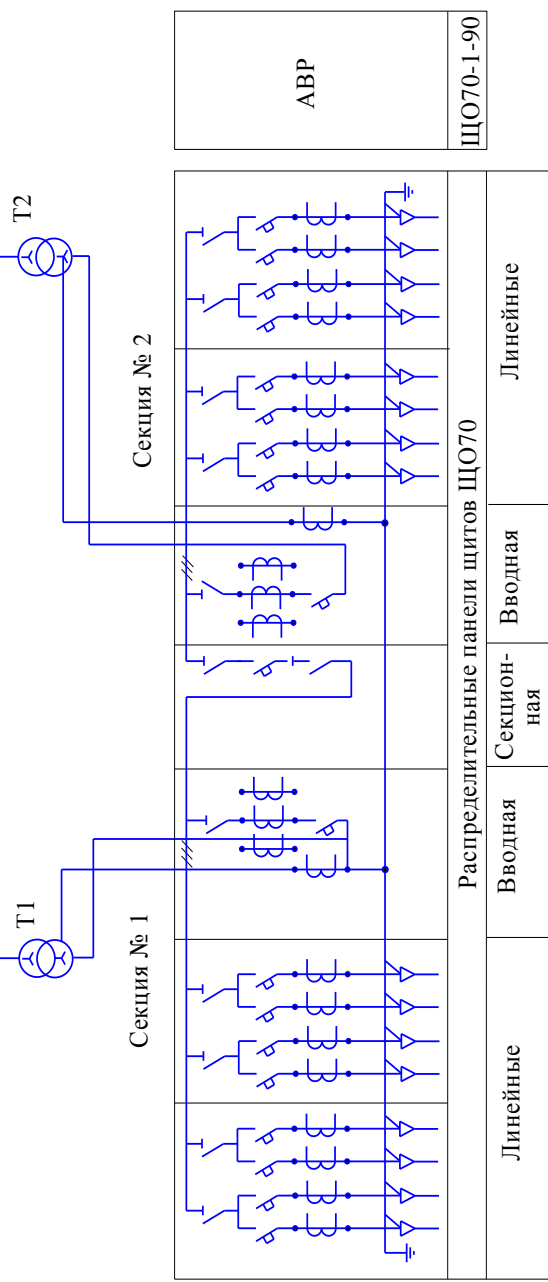 Т1
Т2
Секция № 1
Секция № 2
АВР
Распределительные панели щитов ЩО70
ЩО70-1-90
Линейные
Вводная
Секцион-
ная
Вводная
Линейные